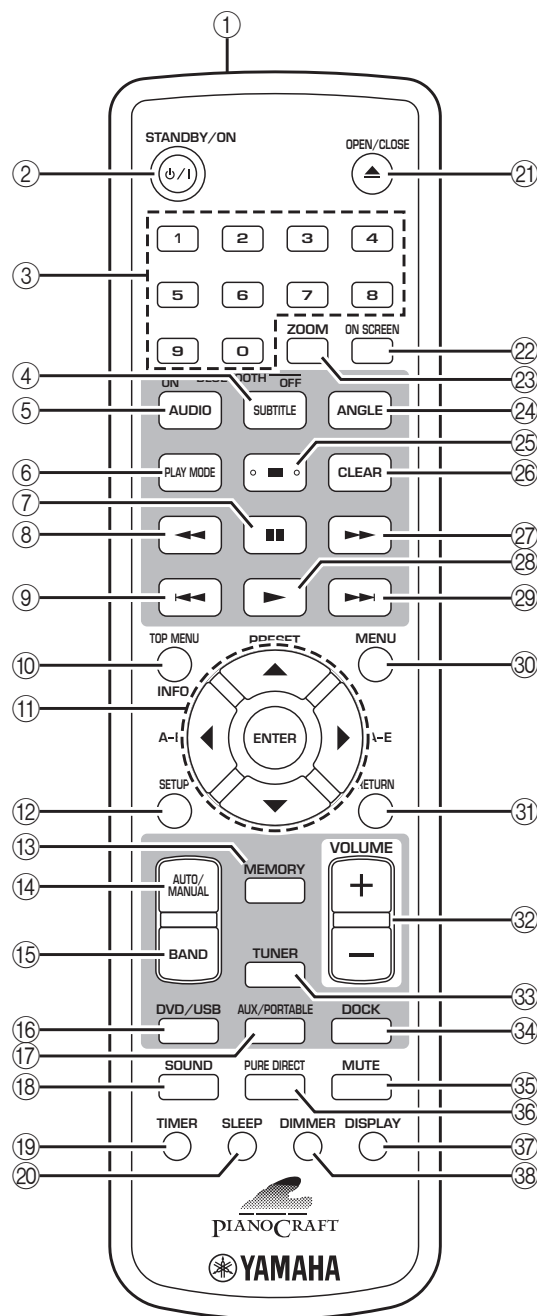 ①
STANDBY/ON
OPEN/CLOSE
②
㉑
1 2 3 4
③
5 6 7 8
9 0
ZOOM
ON SCREEN
㉒
㉓
④
ON
OFF
⑤
AUDIO
SUBTITLE
ANGLE
㉔
㉕
⑥
PLAY MODE
CLEAR
㉖
⑦
⑧
㉗
㉘
⑨
㉙
TOP MENU
PRESET
MENU
⑩
㉚
INFO
⑪
A-E
ENTER
SETUP
RETURN
⑫
㉛
⑬
VOLUME
⑭
AUTO/
MANUAL
MEMORY
+
㉜
⑮
BAND
TUNER
–
㉝
DVD/USB
AUX/PORTABLE
DOCK
⑯
㉞
⑰
SOUND
PURE DIRECT
MUTE
⑱
㉟
㊱
TIMER
SLEEP
DIMMER
DISPLAY
⑲
㊲
⑳
㊳
PIANOCRAFT
YAMAHA